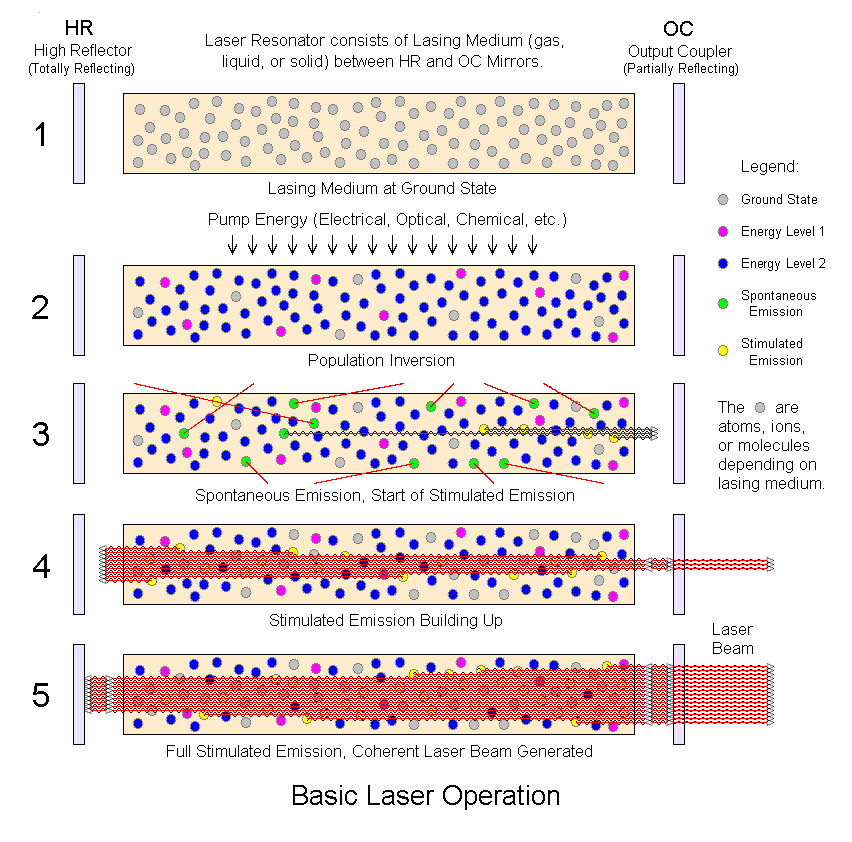 HR
High Reflector
(Totally Reflecting)
Laser Resonator consists of Lasing Medium (gas,
liquid, or solid) between HR and OC Mirrors.
OC
Output Coupler
(Partially Reflecting)
1
Lasing Medium at Ground State
Legend:
Ground State
Energy Level 1
Energy Level 2
Spontaneous
Emission
Stimulated
Emission
The are
atoms, ions,
or molecules
depending on
lasing medium.
Pump Energy (Electrical, Optical, Chemical, etc.)
2
Population Inversion
3
Spontaneous Emission, Start of Stimulated Emission
4
Stimulated Emission Building Up
Laser
Beam
5
Full Stimulated Emission, Coherent Laser Beam Generated
Basic Laser Operation